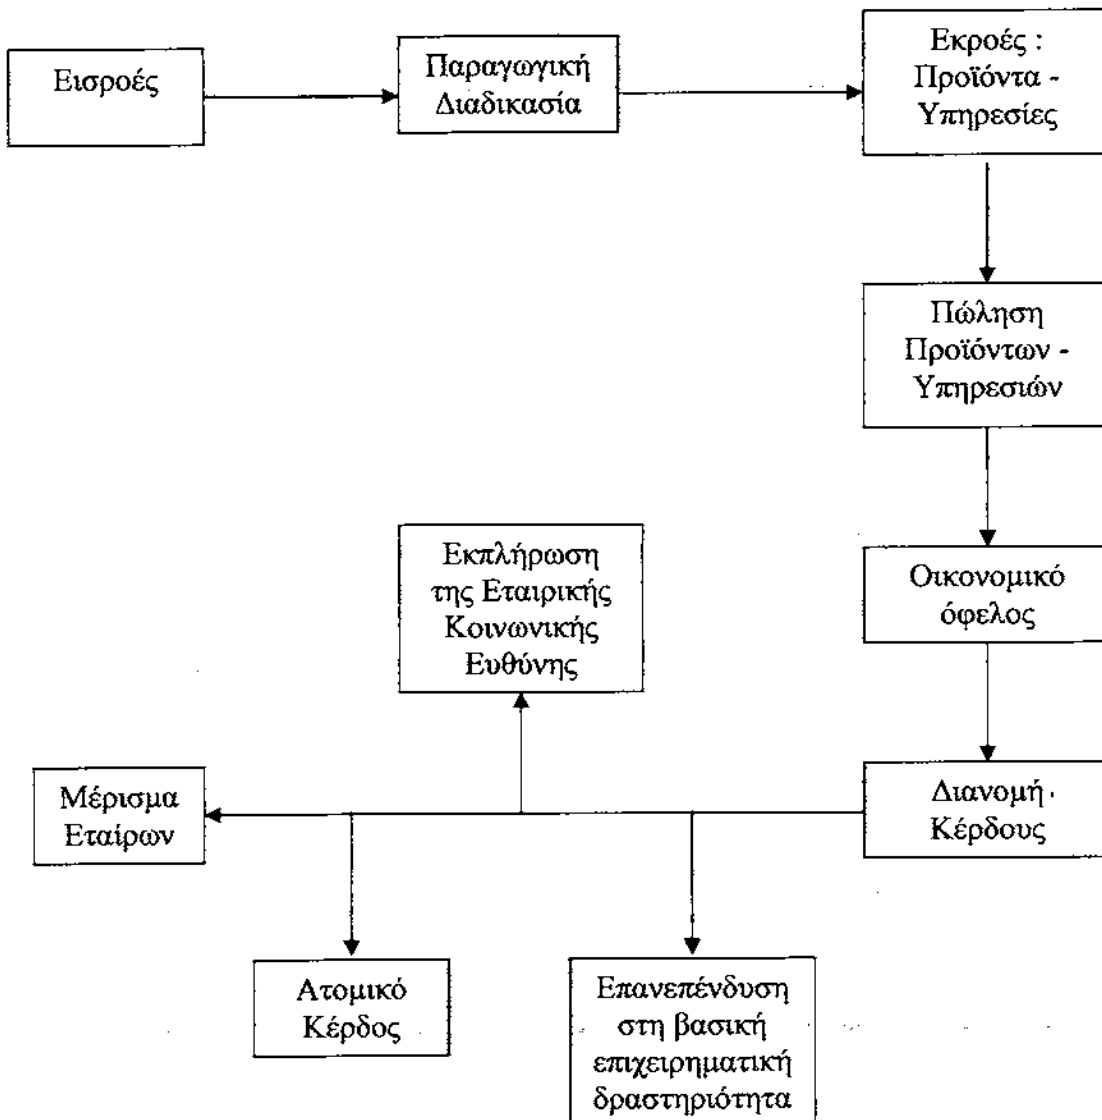 Εισροές
Παραγωγική
Διαδικασία
Εκροές :
Προϊόντα -
Υπηρεσίες
Πώληση
Προϊόντων -
Υπηρεσιών
Οικονομικό
όφελος
Διανομή
Κέρδους
Εκπλήρωση
της Εταιρικής
Κοινωνικής
Ευθύνης
Μέρισμα
Εταίρων
Ατομικό
Κέρδος
Επανεπένδυση
στη βασική
επιχειρηματική
δραστηριότητα